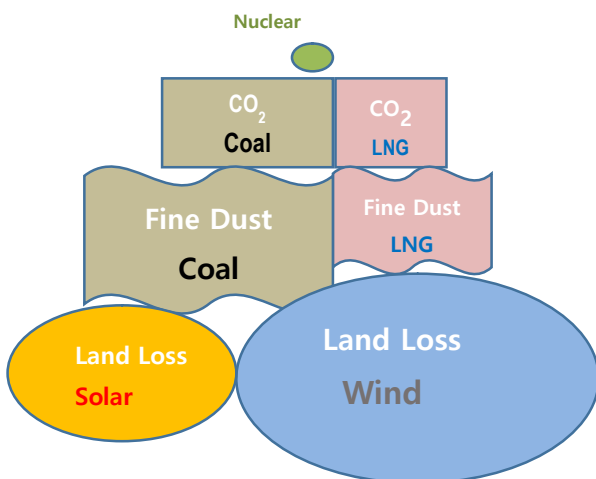 Nuclear
CO₂
Coal
CO₂
LNG
Fine Dust
Coal
Fine Dust
LNG
Land Loss
Solar
Land Loss
Wind